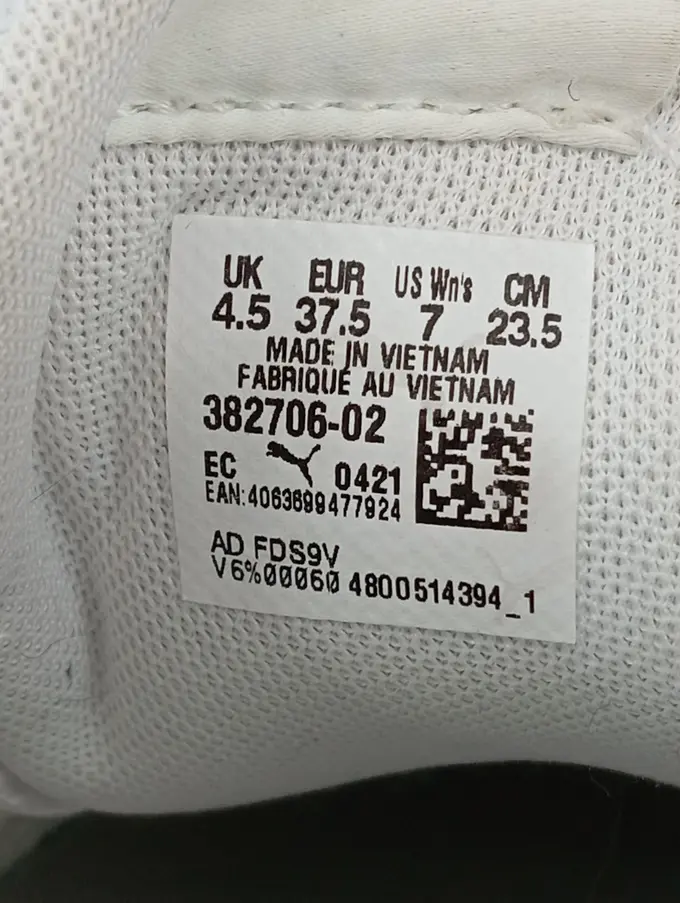 UK EUR US Wn's CM
4.5 37.5 7 23.5
MADE IN VIETNAM
FABRIQUÉ AU VIETNAM
382706-02
EC 0421
EAN:4063699477924
AD FDS9V
V6%00060 4800514394_1